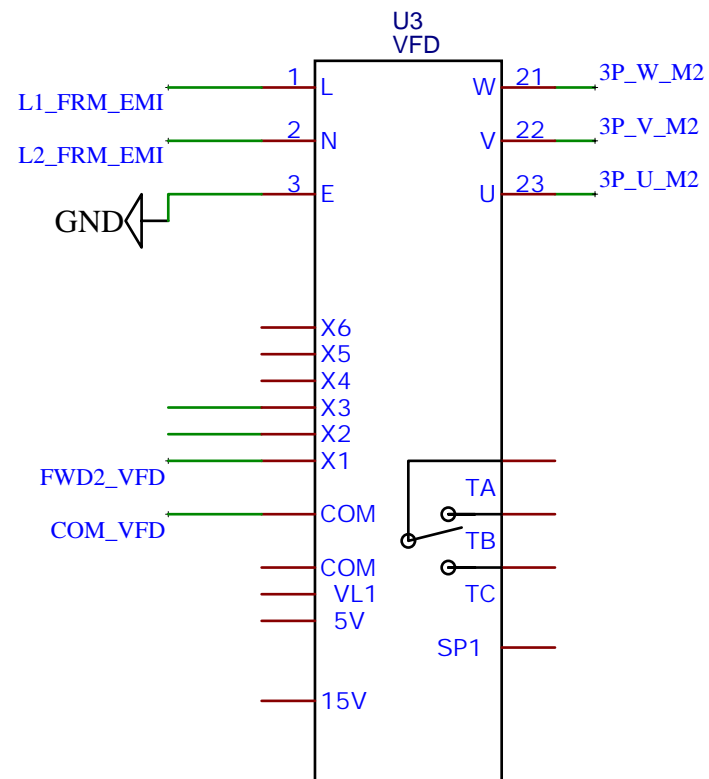 U3
VFD
1 L W 21 3P_W_M2
L1_FRM_EMI
2 N V 22 3P_V_M2
L2_FRM_EMI
3 E U 23 3P_U_M2
GND
X6
X5
X4
X3
X2
X1
FWD2_VFD
TA
COM
COM_VFD
TB
COM
VL1 TC
5V
SP1
15V